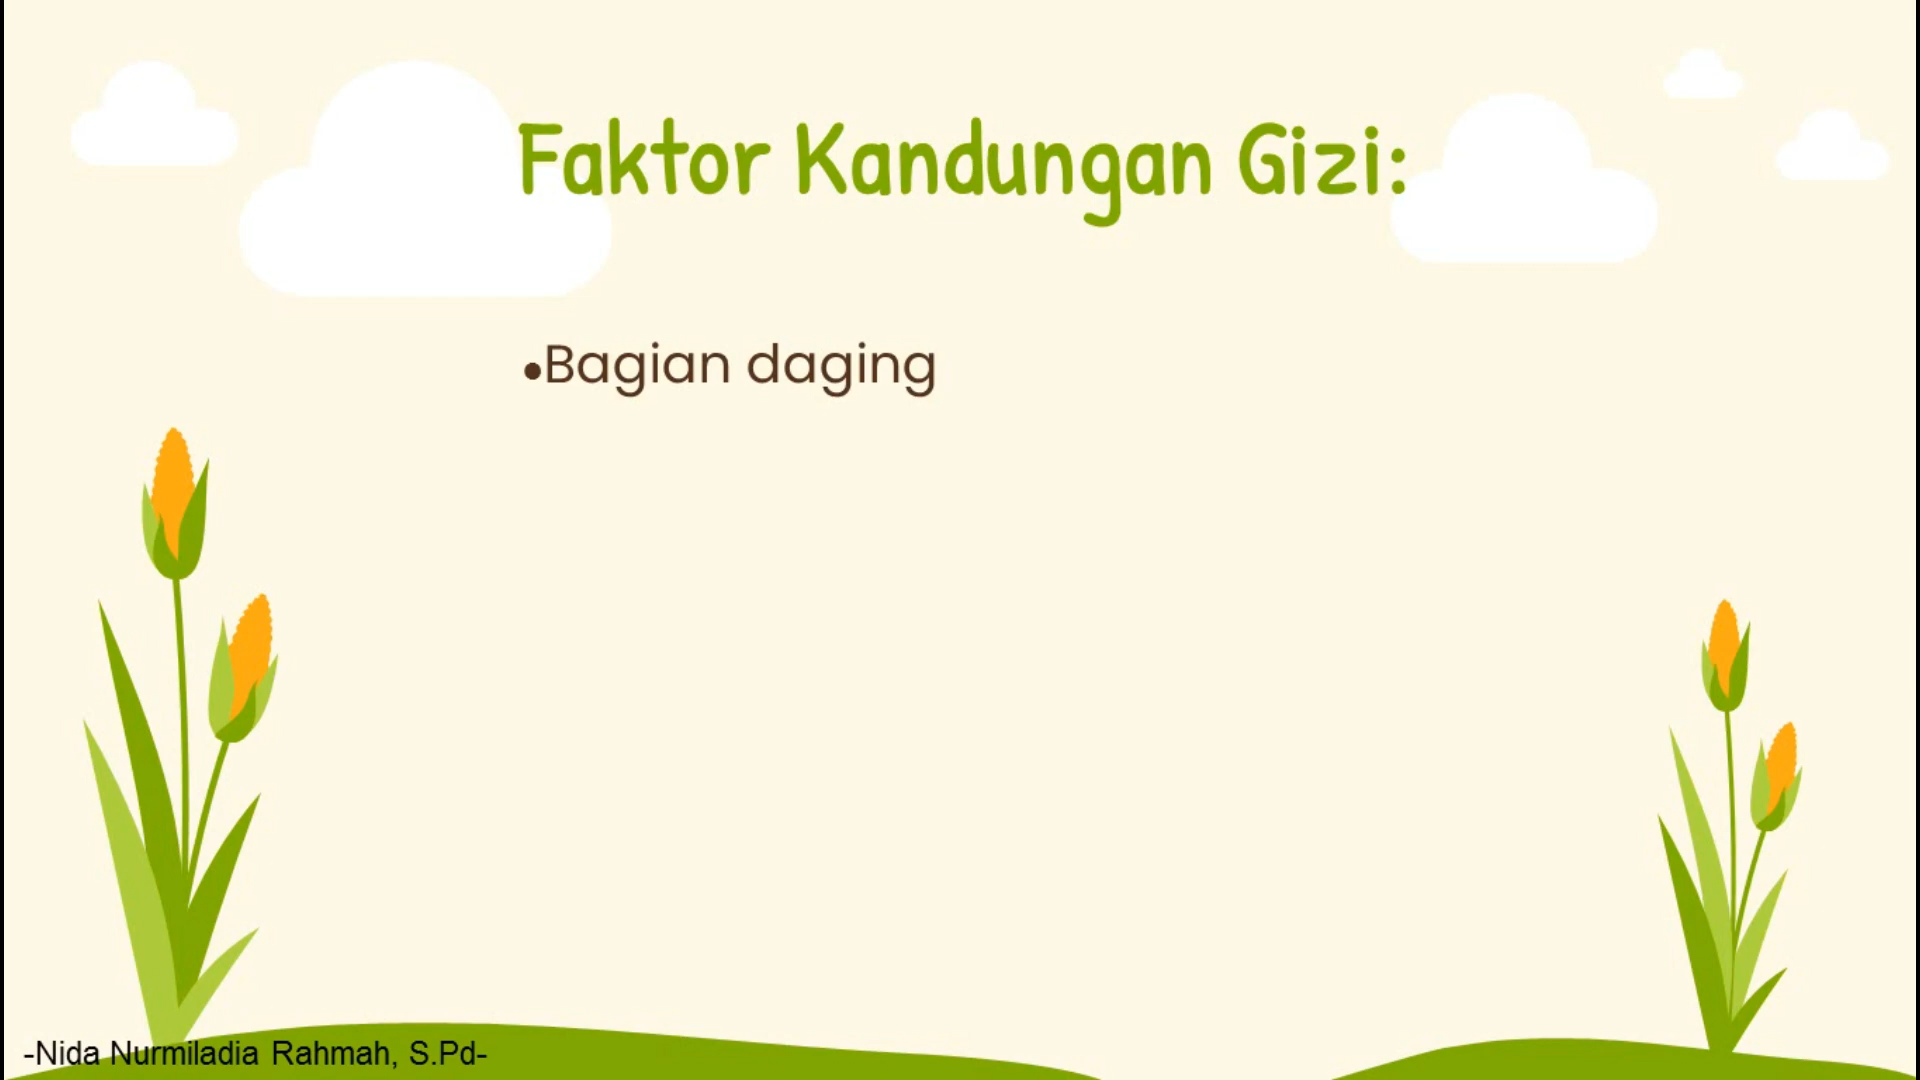 Faktor Kandungan Gizi:
•Bagian daging
-Nida Nurmiladia Rahmah, S.Pd-